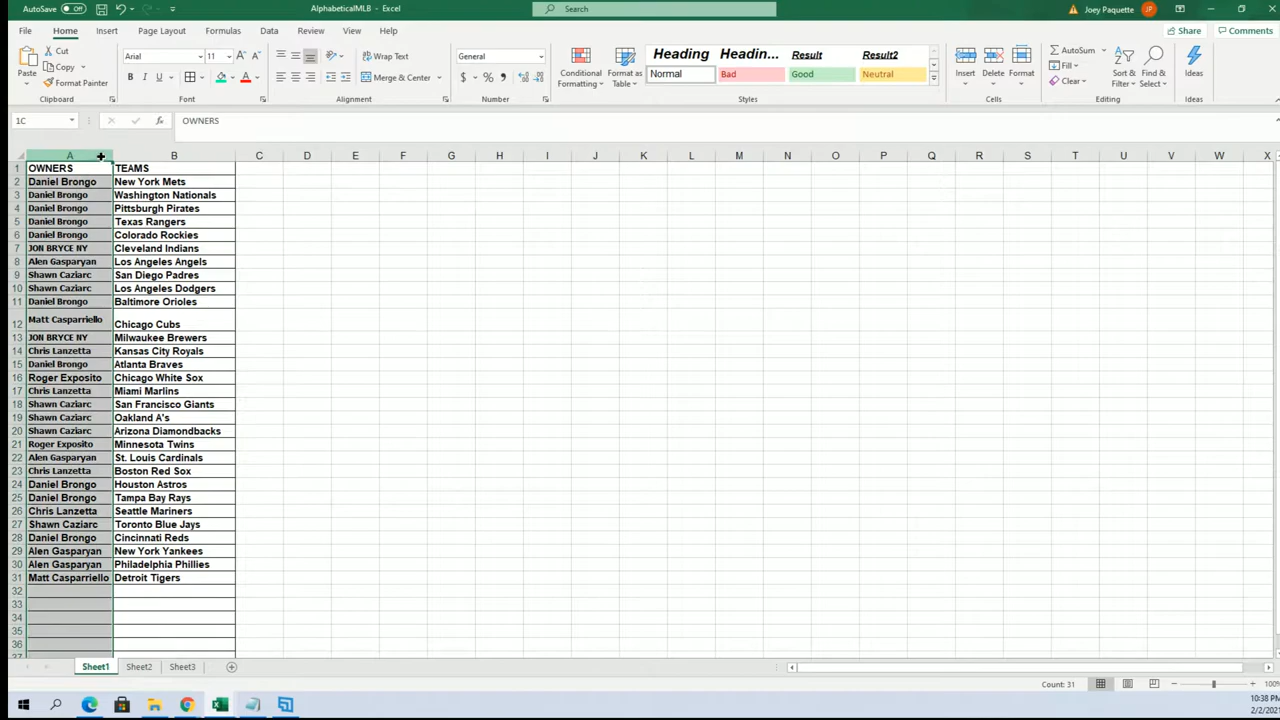 AutoSave Off AlphabeticalMLB - Excel Search Joey Paquette JP
File Home Insert Page Layout Formulas Data Review View Help Share Comments
Paste Cut Copy Format Painter Clipboard
Arial 11 B I U A Font
Wrap Text Merge & Center Alignment
General $ % Number
Conditional Formatting Format as Table Heading Headin... Result Result2 Normal Bad Good Neutral Styles
Insert Delete Format Cells
AutoSum Fill Clear Sort & Filter Find & Select Editing
Ideas Ideas
1C fx OWNERS
A B C D E F G H I J K L M N O P Q R S T U V W X
1 OWNERS TEAMS
2 Daniel Brongo New York Mets
3 Daniel Brongo Washington Nationals
4 Daniel Brongo Pittsburgh Pirates
5 Daniel Brongo Texas Rangers
6 Daniel Brongo Colorado Rockies
7 JON BRYCE NY Cleveland Indians
8 Alen Gasparyan Los Angeles Angels
9 Shawn Caziarc San Diego Padres
10 Shawn Caziarc Los Angeles Dodgers
11 Daniel Brongo Baltimore Orioles
12 Matt Casparriello Chicago Cubs
13 JON BRYCE NY Milwaukee Brewers
14 Chris Lanzetta Kansas City Royals
15 Daniel Brongo Atlanta Braves
16 Roger Exposito Chicago White Sox
17 Chris Lanzetta Miami Marlins
18 Shawn Caziarc San Francisco Giants
19 Shawn Caziarc Oakland A's
20 Shawn Caziarc Arizona Diamondbacks
21 Roger Exposito Minnesota Twins
22 Alen Gasparyan St. Louis Cardinals
23 Chris Lanzetta Boston Red Sox
24 Daniel Brongo Houston Astros
25 Daniel Brongo Tampa Bay Rays
26 Chris Lanzetta Seattle Mariners
27 Shawn Caziarc Toronto Blue Jays
28 Daniel Brongo Cincinati Reds
29 Alen Gasparyan New York Yankees
30 Alen Gasparyan Philadelphia Phillies
31 Matt Casparriello Detroit Tigers
32
33
34
35
36
37
Sheet1 Sheet2 Sheet3
Count: 31 100%
10:38 PM